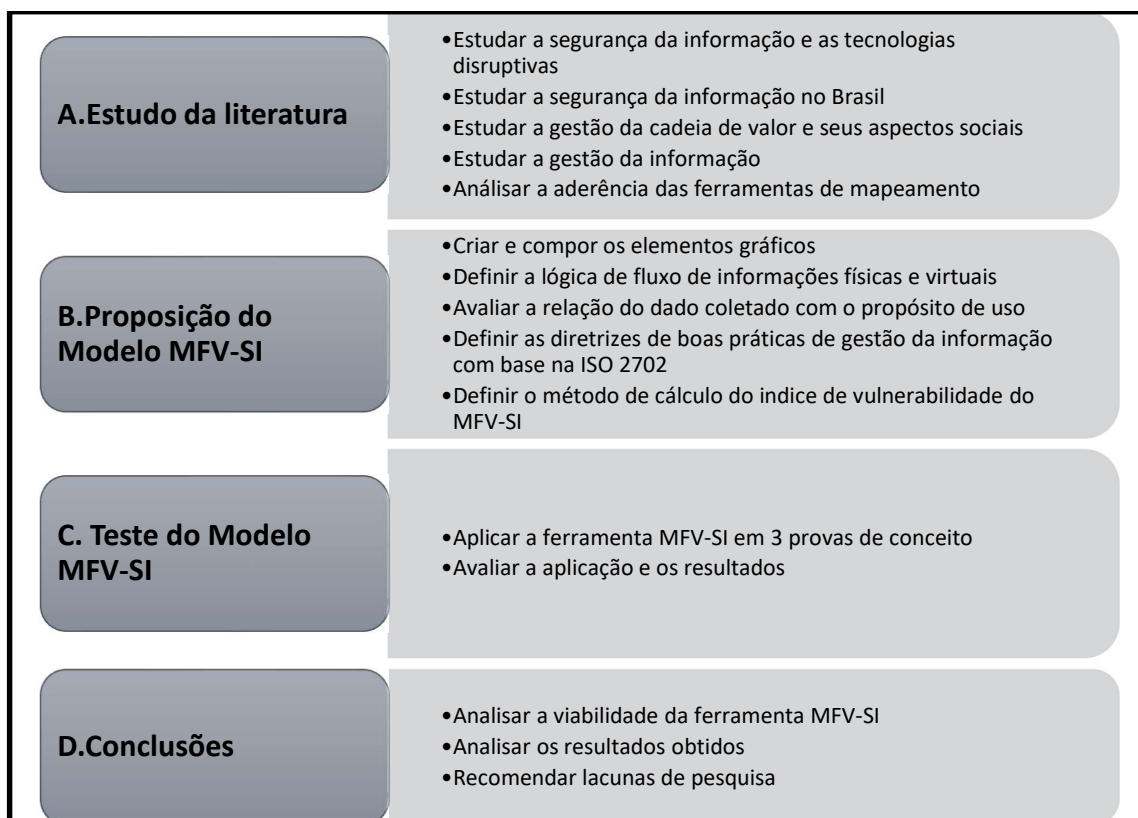 A.Estudo da literatura
•Estudar a segurança da informação e as tecnologias
disruptivas
•Estudar a segurança da informação no Brasil
•Estudar a gestão da cadeia de valor e seus aspectos sociais
•Estudar a gestão da informação
•Análisar a aderência das ferramentas de mapeamento
B.Proposição do
Modelo MFV-SI
•Criar e compor os elementos gráficos
•Definir a lógica de fluxo de informações físicas e virtuais
•Avaliar a relação do dado coletado com o propósito de uso
•Definir as diretrizes de boas práticas de gestão da informação
com base na ISO 2702
•Definir o método de cálculo do indice de vulnerabilidade do
MFV-SI
C. Teste do Modelo
MFV-SI
•Aplicar a ferramenta MFV-SI em 3 provas de conceito
•Avaliar a aplicação e os resultados
D.Conclusões
•Analisar a viabilidade da ferramenta MFV-SI
•Analisar os resultados obtidos
•Recomendar lacunas de pesquisa